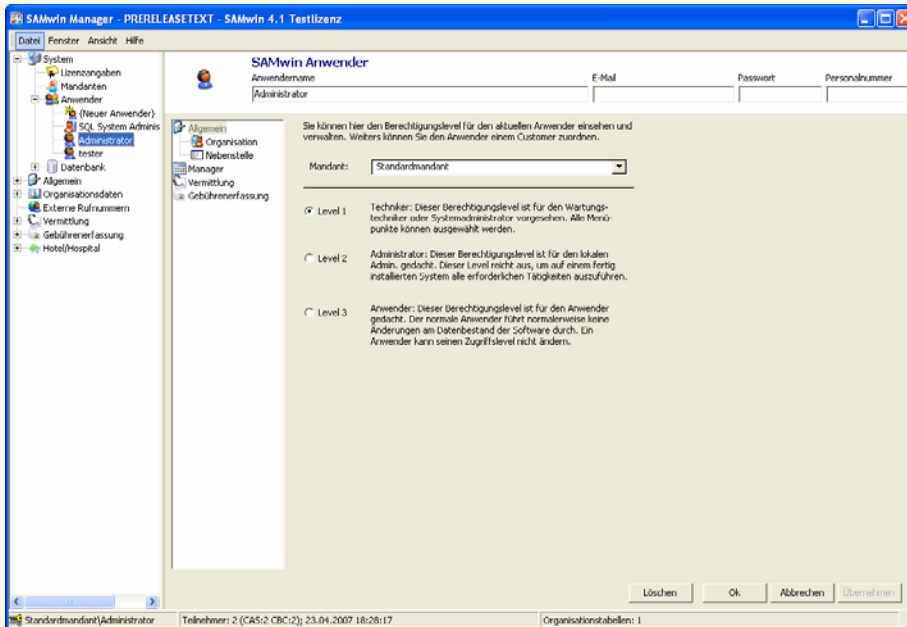 SAMwin Manager - PRERELEASETEXT - SAMwin 4.1 Testlizenz
Datei Fenster Ansicht Hilfe
System
Lizenzangaben
Mandanten
Anwender
{Neuer Anwender}
SQL System Adminis
Administrator
tester
Datenbank
Allgemein
Organisationsdaten
Externe Rufnummern
Vermittlung
Gebührenerfassung
Hotel/Hospital
SAMwin Anwender
Anwendername E-Mail Passwort Personalnummer
Administrator
Allgemein
Organisation
Nebenstelle
Manager
Vermittlung
Gebührenerfassung
Sie können hier den Berechtigungslevel für den aktuellen Anwender einsehen und
verwalten. Weiters können Sie den Anwender einem Customer zuordnen.
Mandant: Standardmandant
Level 1 Techniker: Dieser Berechtigungslevel ist für den Wartungs-
techniker oder Systemadministrator vorgesehen. Alle Menü-
punkte können ausgewählt werden.
Level 2 Administrator: Dieser Berechtigungslevel ist für den lokalen
Admin. gedacht. Dieser Level reicht aus, um auf einem fertig
installierten System alle erforderlichen Tätigkeiten auszuführen.
Level 3 Anwender: Dieser Berechtigungslevel ist für den Anwender
gedacht. Der normale Anwender führt normalerweise keine
Änderungen am Datenbestand der Software durch. Ein
Anwender kann seinen Zugriffslevel nicht ändern.
Löschen Ok Abbrechen Übernehmen
Standardmandant\Administrator Teilnehmer: 2 (CAS:2 CBC:2); 23.04.2007 18:28:17 Organisationstabellen: 1